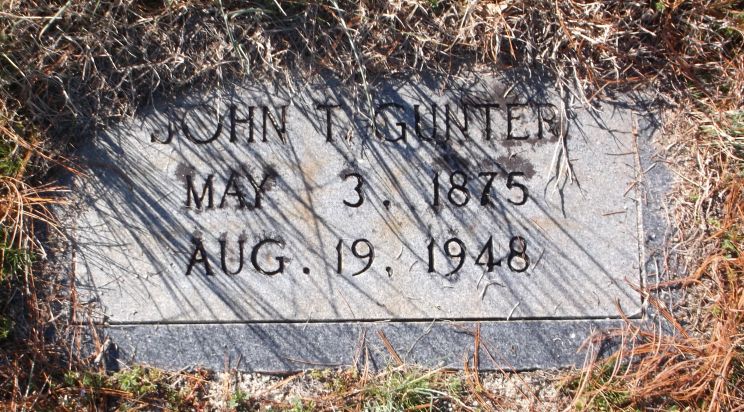 JOHN T. GUNTER
MAY 3, 1875
AUG. 19, 1948